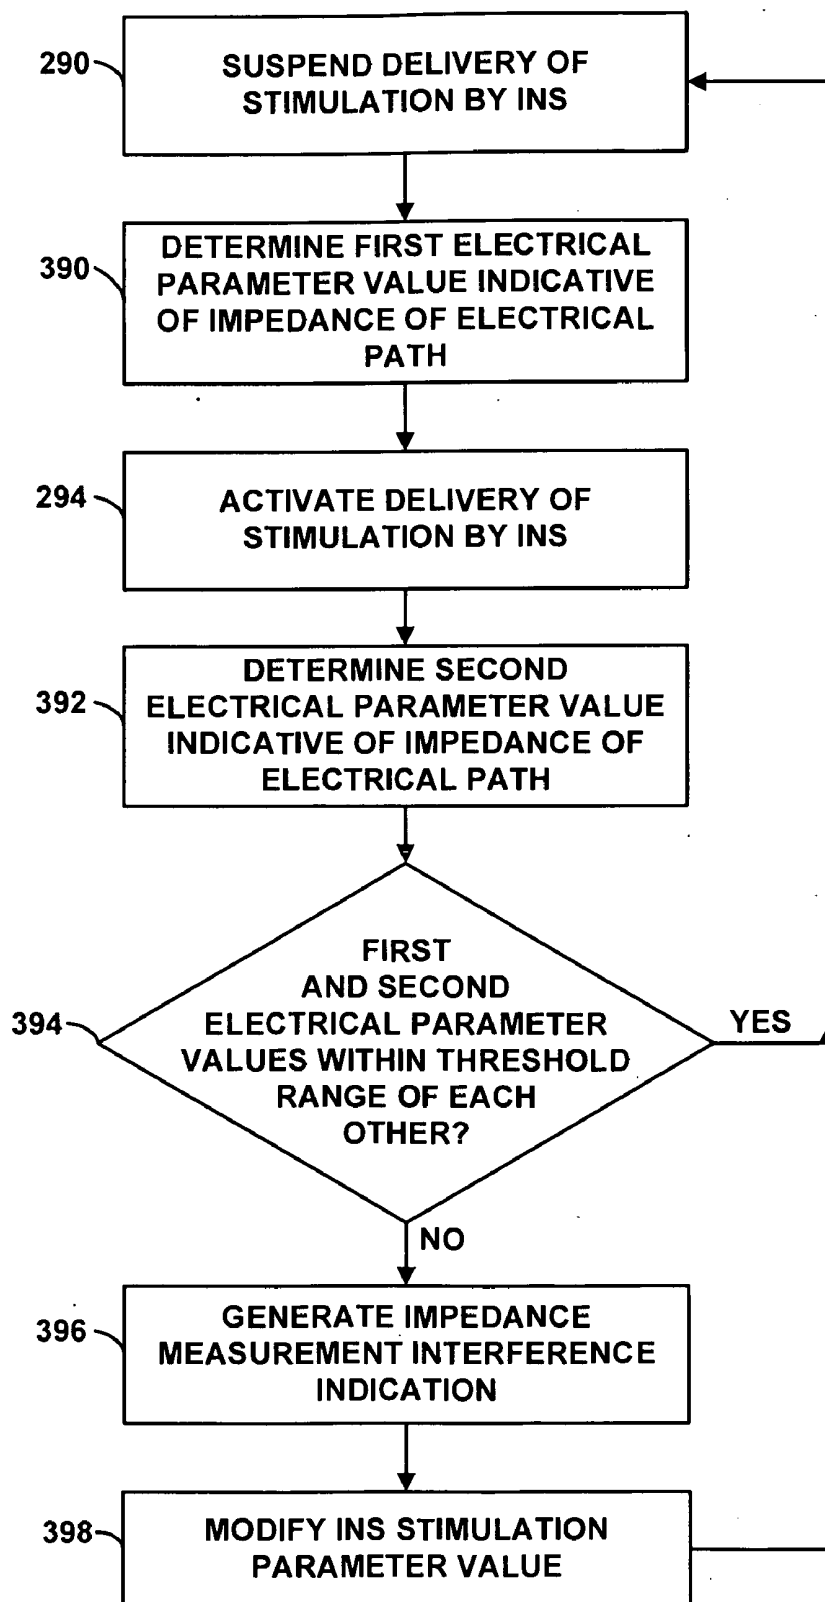 290
SUSPEND DELIVERY OF
STIMULATION BY INS
390
DETERMINE FIRST ELECTRICAL
PARAMETER VALUE INDICATIVE
OF IMPEDANCE OF ELECTRICAL
PATH
294
ACTIVATE DELIVERY OF
STIMULATION BY INS
392
DETERMINE SECOND
ELECTRICAL PARAMETER VALUE
INDICATIVE OF IMPEDANCE OF
ELECTRICAL PATH
394
FIRST
AND SECOND
ELECTRICAL PARAMETER
VALUES WITHIN THRESHOLD
RANGE OF EACH
OTHER?
YES
NO
396
GENERATE IMPEDANCE
MEASUREMENT INTERFERENCE
INDICATION
398
MODIFY INS STIMULATION
PARAMETER VALUE